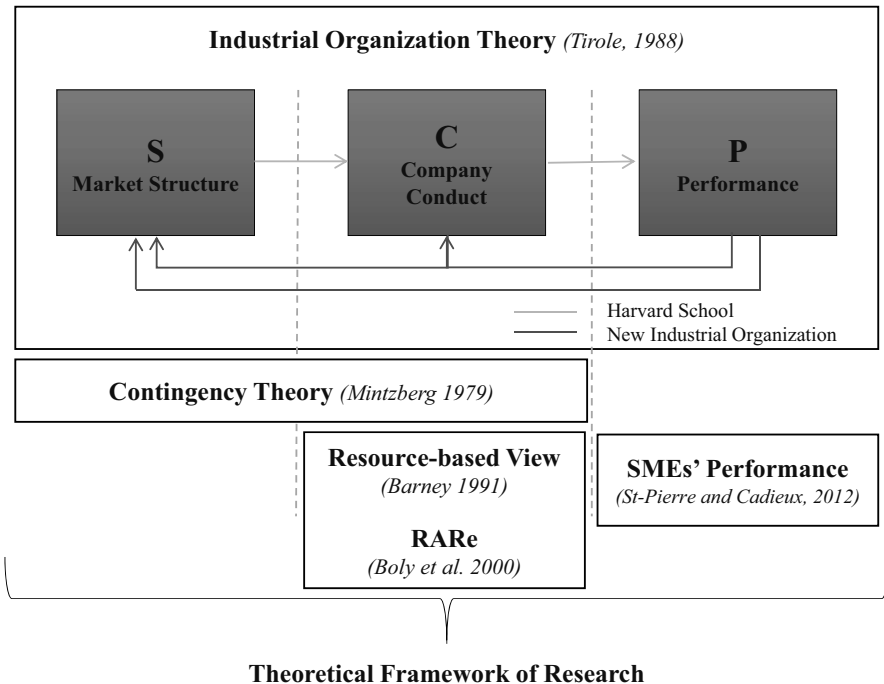 Industrial Organization Theory (Tirole, 1988)
S
Market Structure
C
Company
Conduct
P
Performance
Harvard School
New Industrial Organization
Contingency Theory (Mintzberg 1979)
Resource-based View
(Barney 1991)
RARe
(Boly et al. 2000)
SMEs’ Performance
(St-Pierre and Cadieux, 2012)
Theoretical Framework of Research